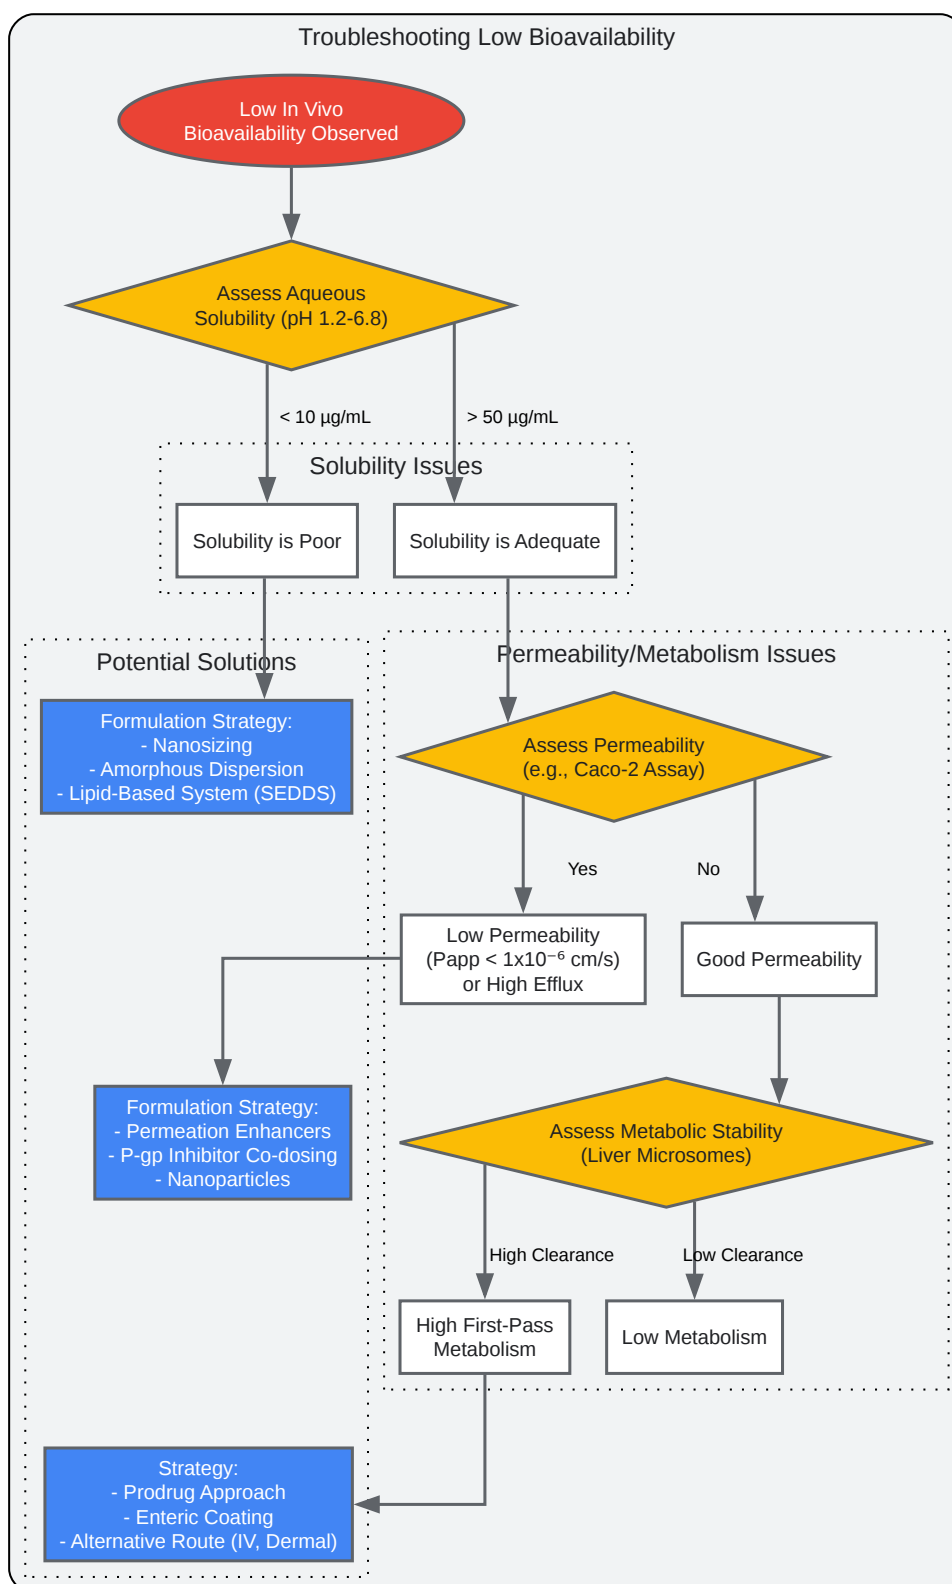 Troubleshooting Low Bioavailability
Low In Vivo
Bioavailability Observed
Assess Aqueous
Solubility (pH 1.2-6.8)
< 10 µg/mL
> 50 µg/mL
Solubility Issues
Solubility is Poor
Solubility is Adequate
Potential Solutions
Permeability/Metabolism Issues
Formulation Strategy:
- Nanosizing
- Amorphous Dispersion
- Lipid-Based System (SEDDS)
Assess Permeability
(e.g., Caco-2 Assay)
Yes
No
Low Permeability
(Papp < 1x10⁻⁶ cm/s)
or High Efflux
Good Permeability
Formulation Strategy:
- Permeation Enhancers
- P-gp Inhibitor Co-dosing
- Nanoparticles
Assess Metabolic Stability
(Liver Microsomes)
High Clearance
Low Clearance
High First-Pass
Metabolism
Low Metabolism
Strategy:
- Prodrug Approach
- Enteric Coating
- Alternative Route (IV, Dermal)